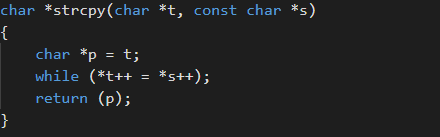 char *strcpy(char *t, const char *s)
{
    char *p = t;
    while (*t++ = *s++);
    return (p);
}